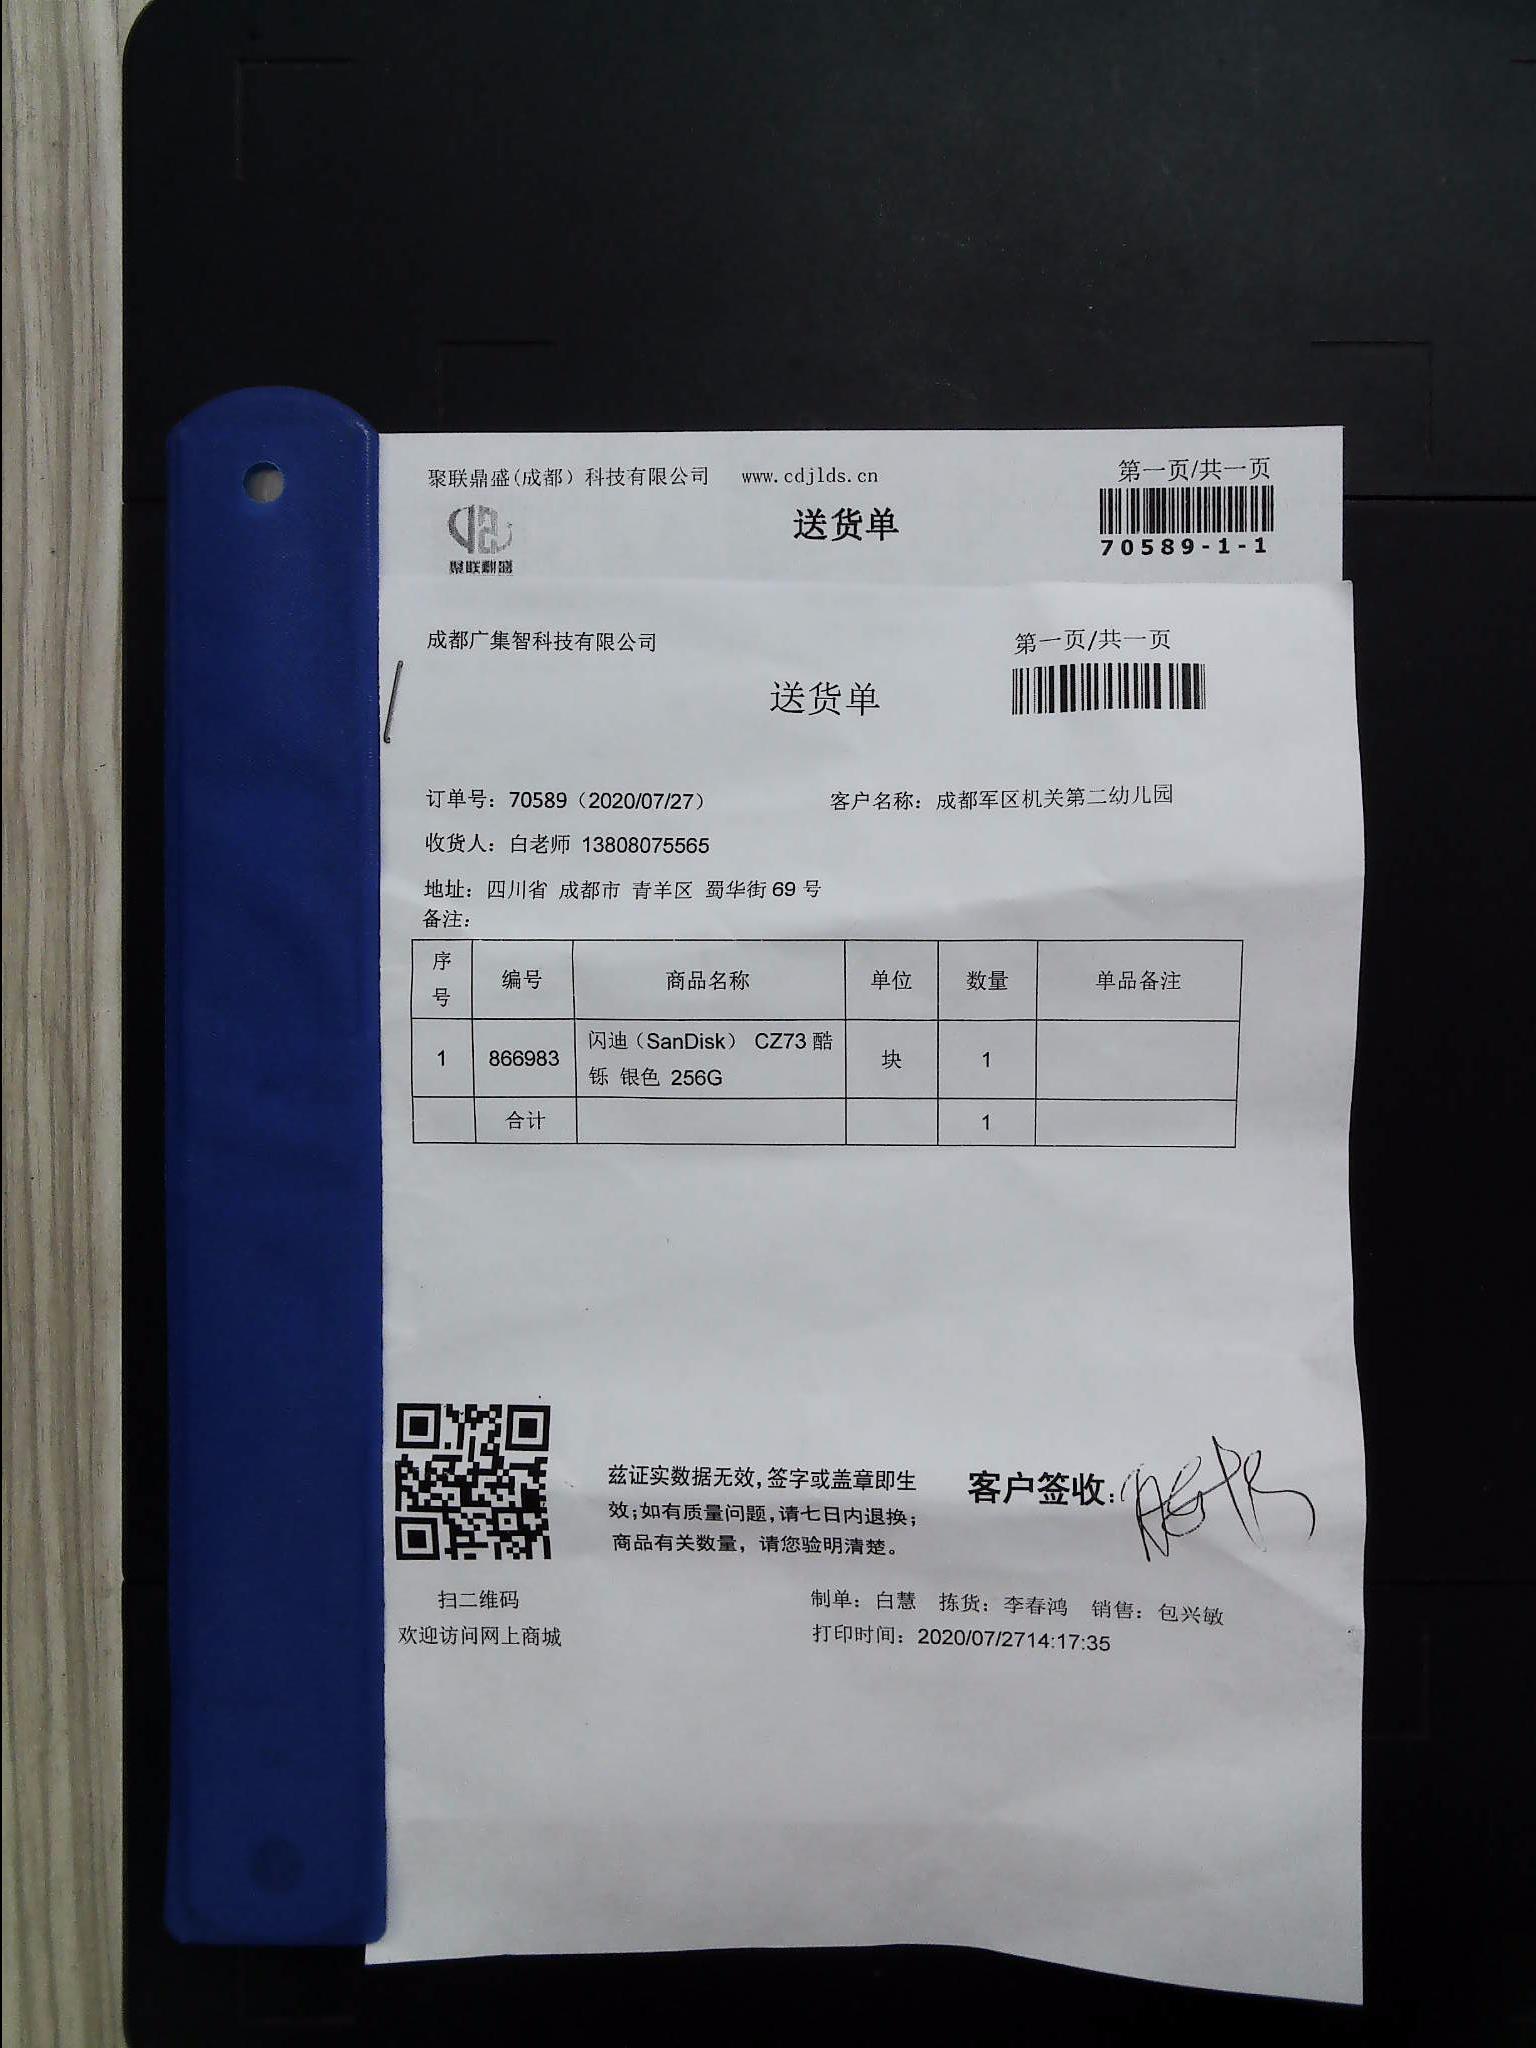 聚联鼎盛(成都）科技有限公司 www.cdjlds.cn
第一页/共一页
聚联鼎盛
送货单
70589-1-1
成都广集智科技有限公司
第一页/共一页
送货单
订单号：70589（2020/07/27） 客户名称：成都军区机关第二幼儿园
收货人：白老师 13808075565
地址：四川省 成都市 青羊区 蜀华街 69 号
备注：
序号 编号 商品名称 单位 数量 单品备注
1 866983 闪迪（SanDisk） CZ73 酷
铄 银色 256G 块 1
合计 1
兹证实数据无效，签字或盖章即生
效；如有质量问题，请七日内退换；
商品有关数量，请您验明清楚。
客户签收：
扫二维码
欢迎访问网上商城
制单：白慧 拣货：李春鸿 销售：包兴敏
打印时间：2020/07/2714:17:35